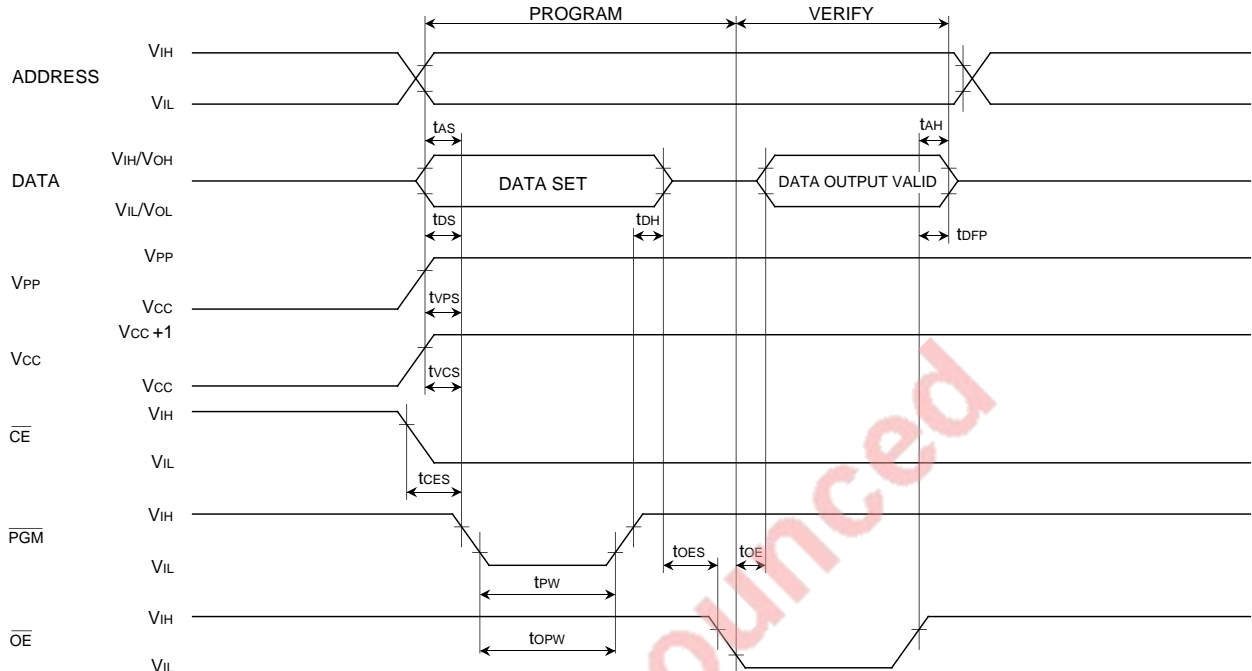 PROGRAM VERIFY
VIH
ADDRESS
VIL
tAS
tAH
VIH/VOH
DATA
DATA SET
DATA OUTPUT VALID
VIL/VOL
tDS
tDH
tDFP
VPP
VPP
VCC
tVPS
VCC +1
VCC
VCC
tVCS
VIH
CE
VIL
tCES
VIH
PGM
VIL
tOES
tOE
tPW
VIH
OE
tOPW
VIL
ounced